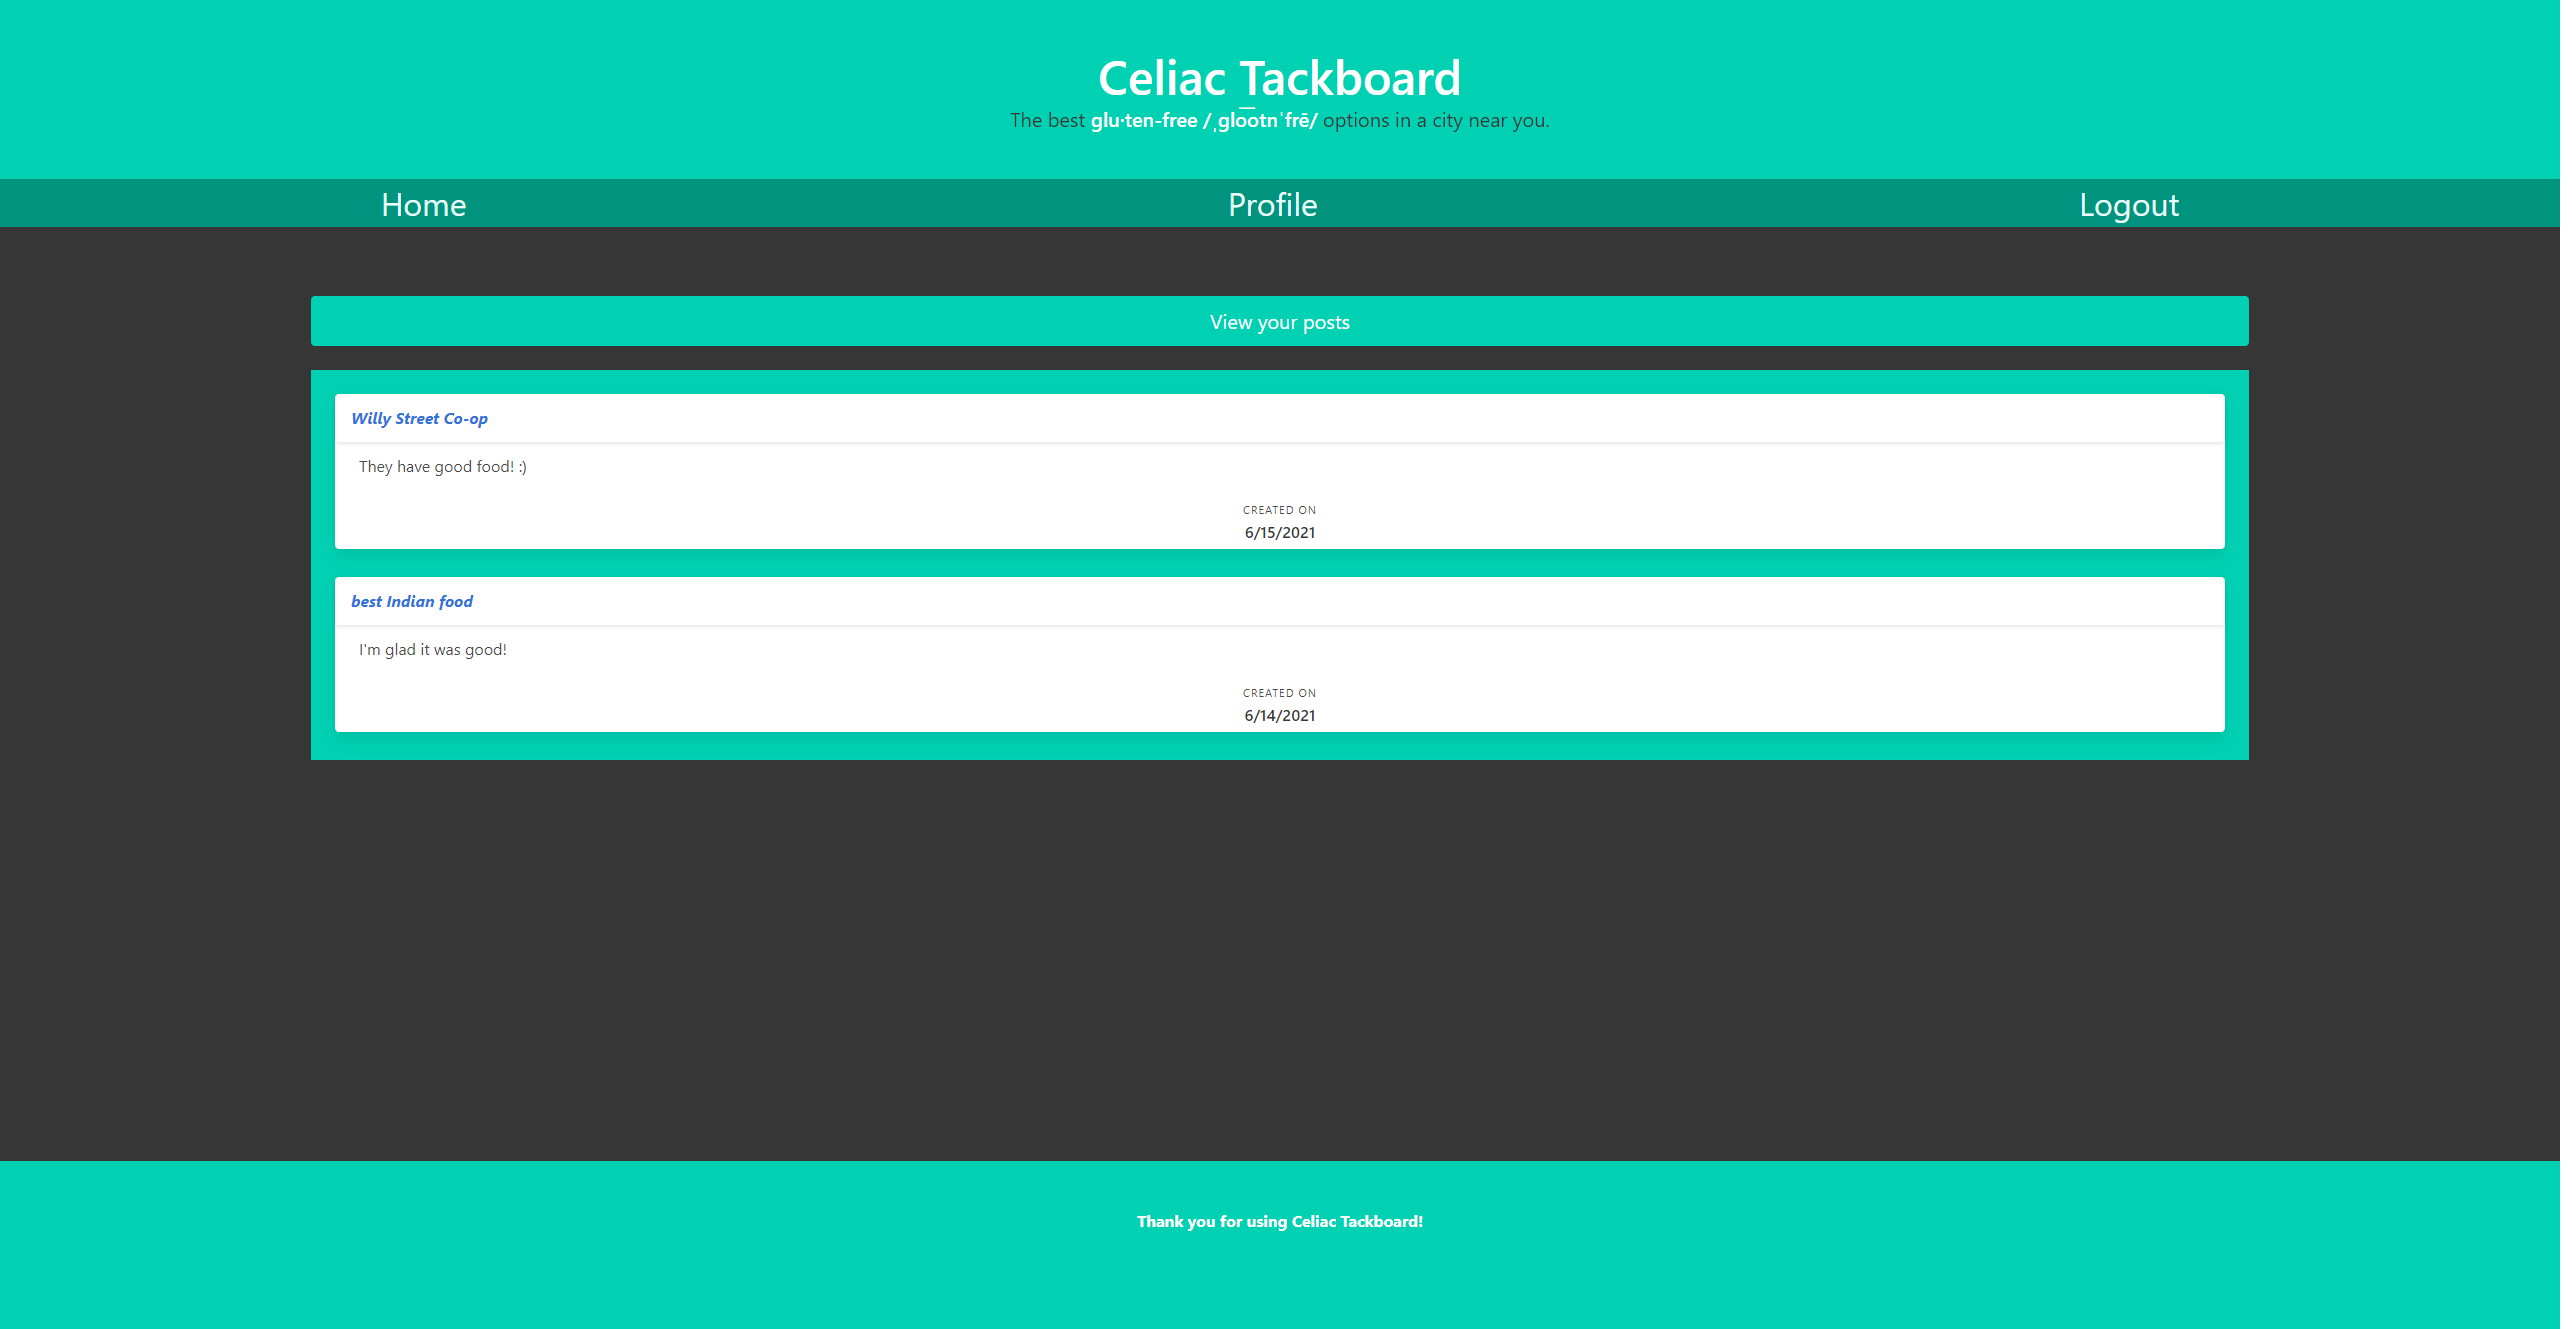 Celiac Tackboard
The best glu·ten-free /ˌglo͞otnˈfrē/ options in a city near you.
Home Profile Logout
View your posts
Willy Street Co-op
They have good food! :)
CREATED ON
6/15/2021
best Indian food
I'm glad it was good!
CREATED ON
6/14/2021
Thank you for using Celiac Tackboard!